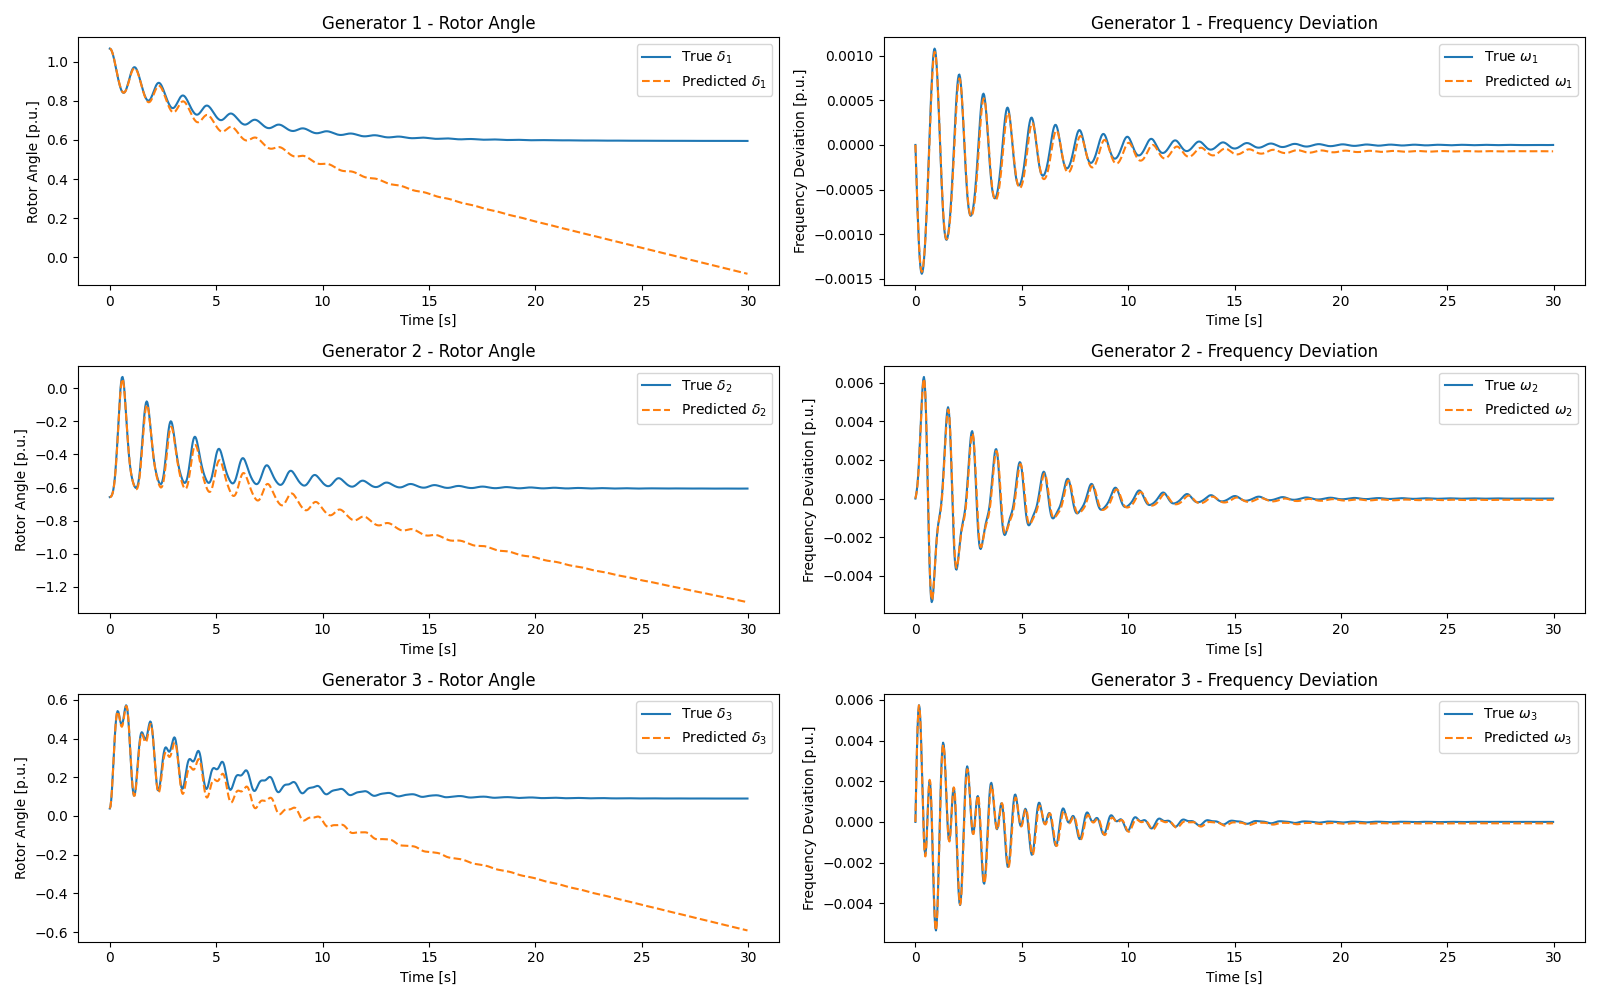 Generator 1 - Rotor Angle
Rotor Angle [p.u.]
1.0
0.8
0.6
0.4
0.2
0.0
True δ1
Predicted δ1
0 5 10 15 20 25 30
Time [s]
Generator 1 - Frequency Deviation
Frequency Deviation [p.u.]
0.0010
0.0005
0.0000
−0.0005
−0.0010
−0.0015
True ω1
Predicted ω1
0 5 10 15 20 25 30
Time [s]
Generator 2 - Rotor Angle
Rotor Angle [p.u.]
0.0
−0.2
−0.4
−0.6
−0.8
−1.0
−1.2
True δ2
Predicted δ2
0 5 10 15 20 25 30
Time [s]
Generator 2 - Frequency Deviation
Frequency Deviation [p.u.]
0.006
0.004
0.002
0.000
−0.002
−0.004
True ω2
Predicted ω2
0 5 10 15 20 25 30
Time [s]
Generator 3 - Rotor Angle
Rotor Angle [p.u.]
0.6
0.4
0.2
0.0
−0.2
−0.4
−0.6
True δ3
Predicted δ3
0 5 10 15 20 25 30
Time [s]
Generator 3 - Frequency Deviation
Frequency Deviation [p.u.]
0.006
0.004
0.002
0.000
−0.002
−0.004
True ω3
Predicted ω3
0 5 10 15 20 25 30
Time [s]